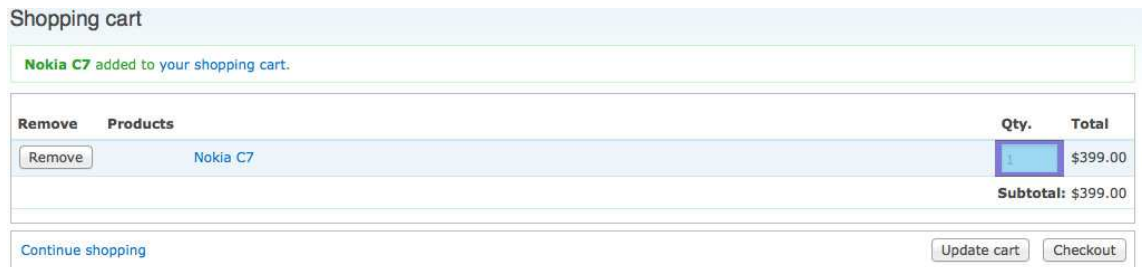 Shopping cart
Nokia C7 added to your shopping cart.
Remove Products Qty. Total
Remove Nokia C7 1 $399.00
Subtotal: $399.00
Continue shopping Update cart Checkout